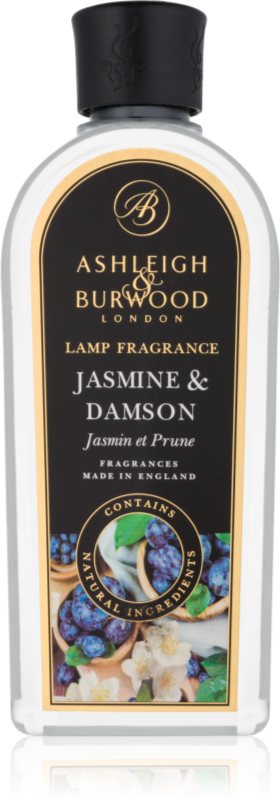 AB
ASHLEIGH
&
BURWOOD
LONDON
LAMP FRAGRANCE
JASMINE &
DAMSON
Jasmin et Prune
FRAGRANCES
MADE IN ENGLAND
CONTAINS
NATURAL INGREDIENTS